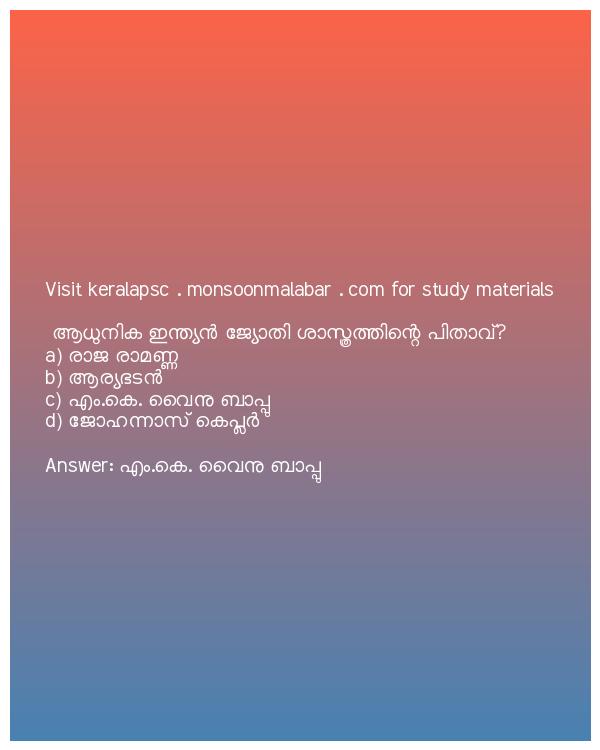 Visit keralapsc . monsoonmalabar . com for study materials
ആധുനിക ഇന്ത്യൻ ജ്യോതി ശാസ്ത്രത്തിന്റെ പിതാവ്?
a) രാജ രാമണ്ണ
b) ആര്യഭടൻ
c) എം.കെ. വൈനു ബാപ്പു
d) ജോഹന്നാസ് കെപ്ലർ
Answer: എം.കെ. വൈനു ബാപ്പു